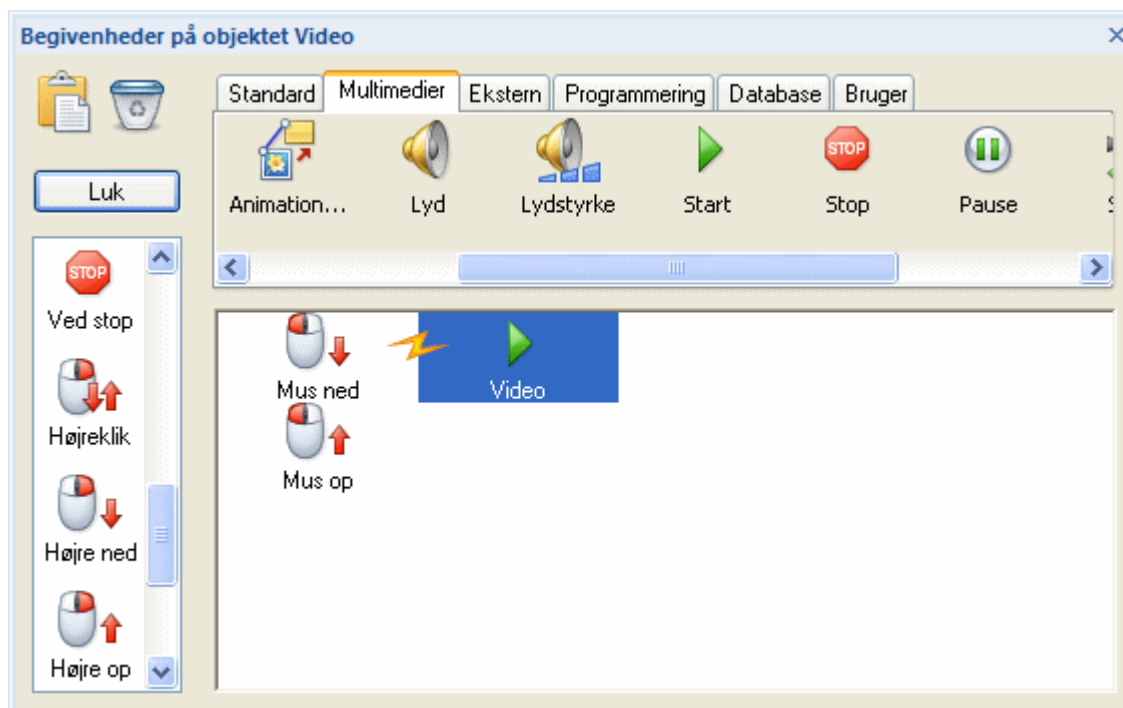 Begivenheder på objektet Video
Standard Multimedier Ekstern Programmering Database Bruger
STOP
Animation... Lyd Lydstyrke Start Stop Pause
Luk
STOP
Ved stop
Højreklik
Højre ned
Højre op
Mus ned Video
Mus op